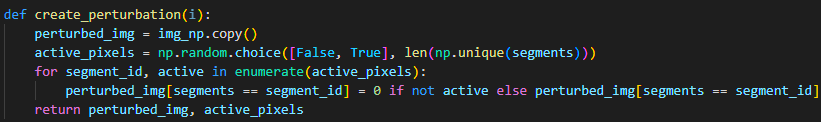 def create_perturbation(i):
    perturbed_img = img_np.copy()
    active_pixels = np.random.choice([False, True], len(np.unique(segments)))
    for segment_id, active in enumerate(active_pixels):
        perturbed_img[segments == segment_id] = 0 if not active else perturbed_img[segments == segment_id]
    return perturbed_img, active_pixels